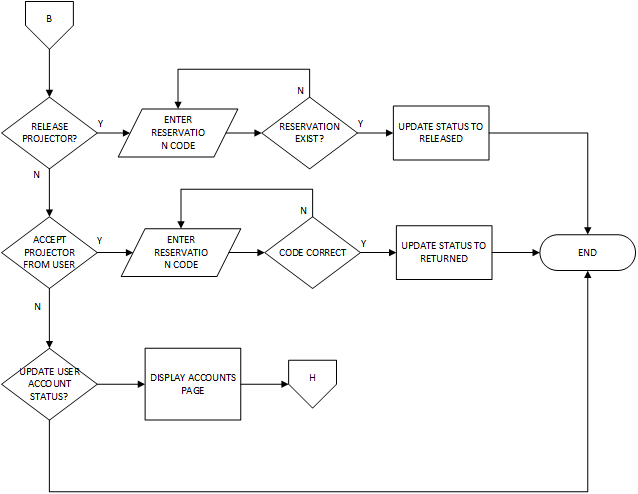 B
RELEASE
PROJECTOR?
Y
ENTER
RESERVATIO
N CODE
N
RESERVATION
EXIST?
Y
UPDATE STATUS TO
RELEASED
N
ACCEPT
PROJECTOR
FROM USER
Y
ENTER
RESERVATIO
N CODE
N
CODE CORRECT
Y
UPDATE STATUS TO
RETURNED
END
N
UPDATE USER
ACCOUNT
STATUS?
DISPLAY ACCOUNTS
PAGE
H